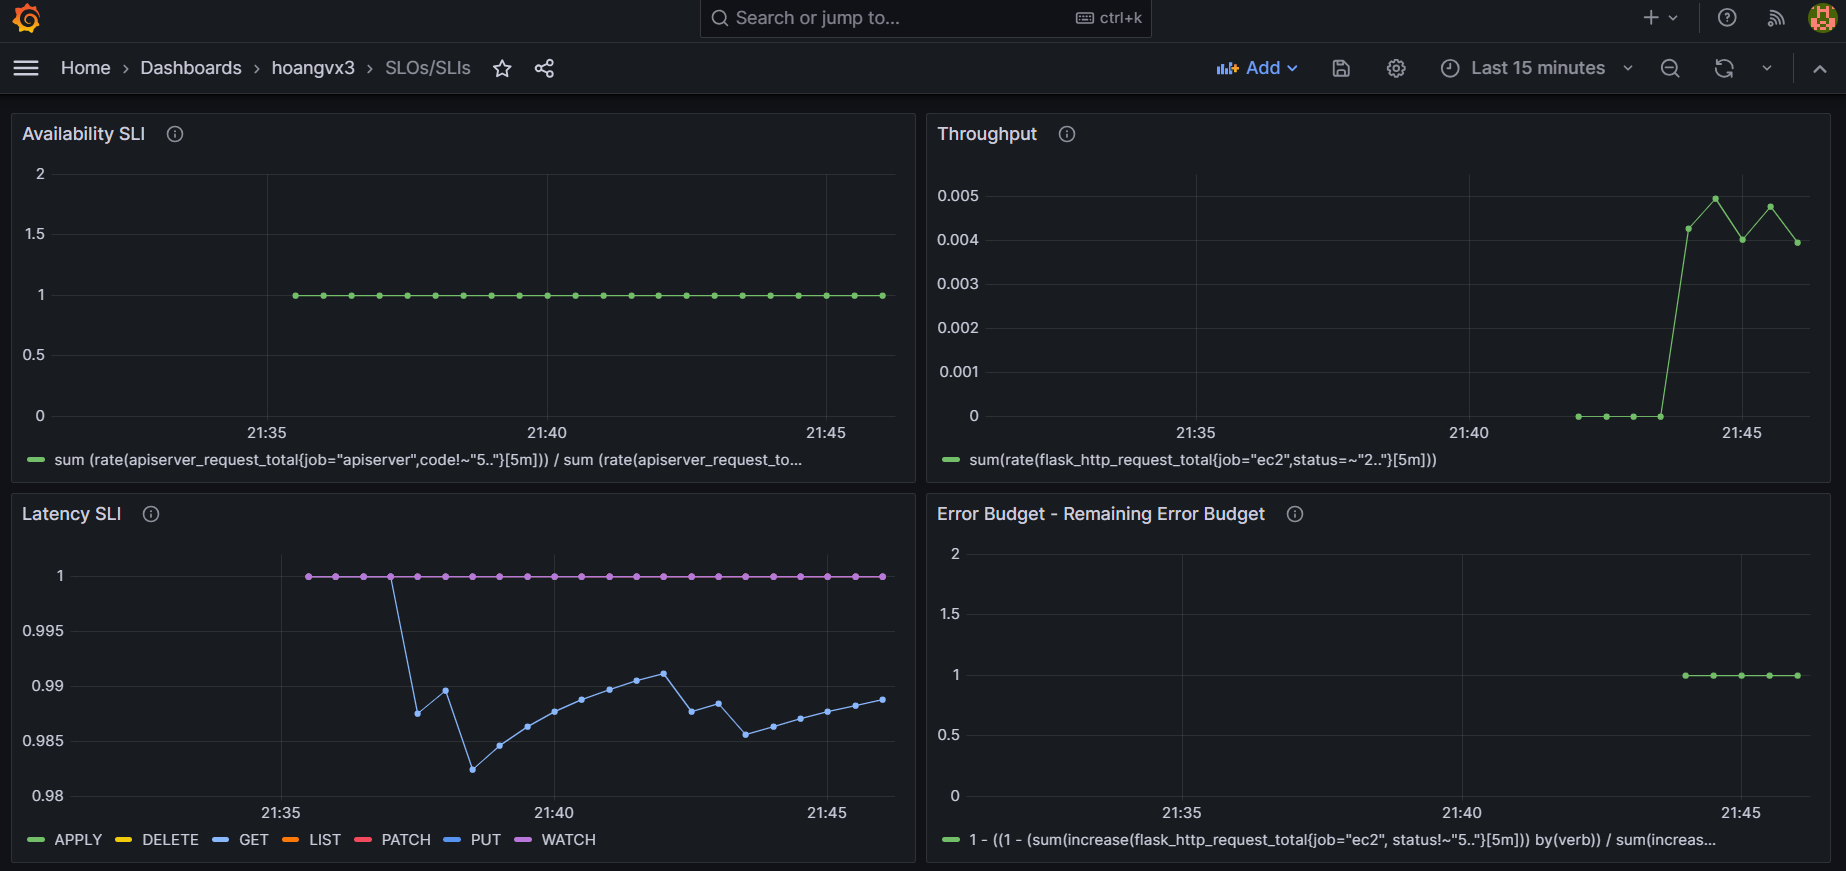 Search or jump to...
ctrl+k
Home › Dashboards › hoangvx3 › SLOs/SLIs
Add
Last 15 minutes
Availability SLI
2
1.5
1
0.5
0
21:35 21:40 21:45
sum (rate(apiserver_request_total{job="apiserver",code!~"5.."}[5m])) / sum (rate(apiserver_request_to...
Throughput
0.005
0.004
0.003
0.002
0.001
0
21:35 21:40 21:45
sum(rate(flask_http_request_total{job="ec2",status=~"2.."}[5m]))
Latency SLI
1
0.995
0.99
0.985
0.98
21:35 21:40 21:45
APPLY DELETE GET LIST PATCH PUT WATCH
Error Budget - Remaining Error Budget
2
1.5
1
0.5
0
21:35 21:40 21:45
1 - ((1 - (sum(increase(flask_http_request_total{job="ec2", status!~"5.."}[5m])) by(verb)) / sum(increas...